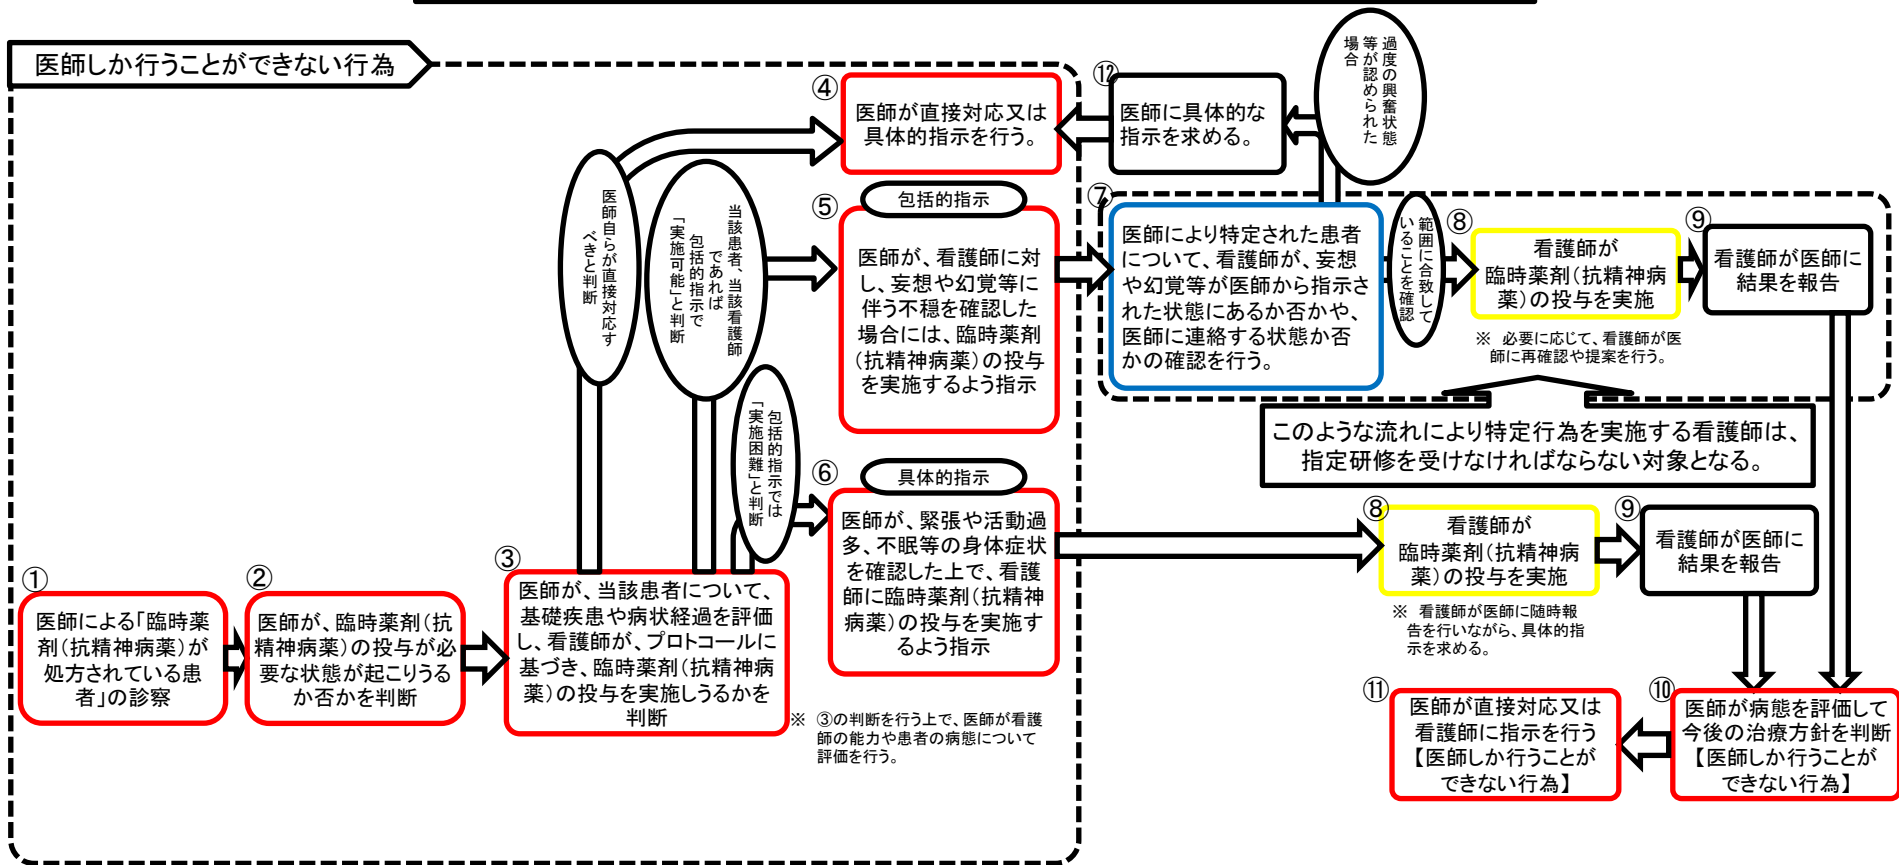 医師しか行うことができない行為
①
医師による「臨時薬
剤(抗精神病薬)が
処方されている患
者」の診察
②
医師が、臨時薬剤(抗
精神病薬)の投与が必
要な状態が起こりうる
か否かを判断
③
医師が、当該患者について、
基礎疾患や病状経過を評価
し、看護師が、プロトコールに
基づき、臨時薬剤(抗精神病
薬)の投与を実施しうるかを
判断
※ ③の判断を行う上で、医師が看護
師の能力や患者の病態について
評価を行う。
医師自らが直接対応す
べきと判断
当該患者、当該看護師
であれば
包括的指示で
「実施可能」と判断
包括的指示では
「実施困難」と判断
④
医師が直接対応又は
具体的指示を行う。
⑤
包括的指示
医師が、看護師に対
し、妄想や幻覚等に
伴う不穏を確認した
場合には、臨時薬剤
(抗精神病薬)の投与
を実施するよう指示
⑥
具体的指示
医師が、緊張や活動過
多、不眠等の身体症状
を確認した上で、看護
師に臨時薬剤(抗精神
病薬)の投与を実施す
るよう指示
⑫
医師に具体的な
指示を求める。
過度の興奮状態
等が認められた
場合
⑦
医師により特定された患者
について、看護師が、妄想
や幻覚等が医師から指示さ
れた状態にあるか否かや、
医師に連絡する状態か否
かの確認を行う。
範囲に合致して
いることを確認
⑧
看護師が
臨時薬剤(抗精神病
薬)の投与を実施
※ 必要に応じて、看護師が医
師に再確認や提案を行う。
⑨
看護師が医師に
結果を報告
このような流れにより特定行為を実施する看護師は、
指定研修を受けなければならない対象となる。
⑧
看護師が
臨時薬剤(抗精神病
薬)の投与を実施
※ 看護師が医師に随時報
告を行いながら、具体的指
示を求める。
⑨
看護師が医師に
結果を報告
⑩
医師が病態を評価して
今後の治療方針を判断
【医師しか行うことが
できない行為】
⑪
医師が直接対応又は
看護師に指示を行う
【医師しか行うことが
できない行為】